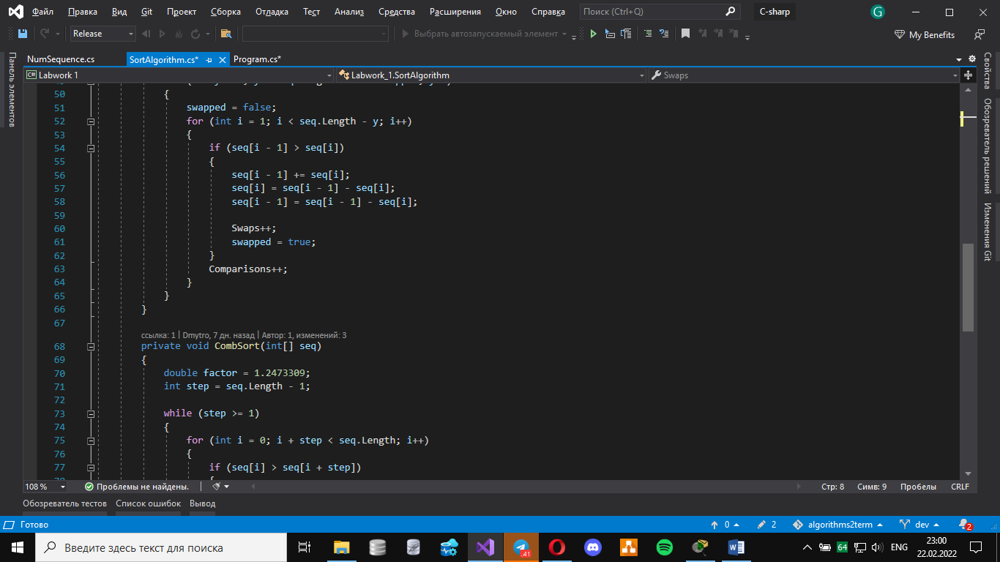 Файл Правка Вид Git Проект Сборка Отладка Тест Анализ Средства Расширения Окно Справка Поиск (Ctrl+Q) C-sharp G
Release Выбрать автозапускаемый элемент My Benefits
NumSequence.cs SortAlgorithm.cs* Program.cs*
C# Labwork 1 Labwork_1.SortAlgorithm Swaps
Панель элементов
Свойства
Обозреватель решений
Изменения Git
50 {
51 swapped = false;
52 for (int i = 1; i < seq.Length - y; i++)
53 {
54 if (seq[i - 1] > seq[i])
55 {
56 seq[i - 1] += seq[i];
57 seq[i] = seq[i - 1] - seq[i];
58 seq[i - 1] = seq[i - 1] - seq[i];
59
60 Swaps++;
61 swapped = true;
62 }
63 Comparisons++;
64 }
65 }
66 }
67
ссылка: 1 | Dmytro, 7 дн. назад | Автор: 1, изменений: 3
68 private void CombSort(int[] seq)
69 {
70 double factor = 1.2473309;
71 int step = seq.Length - 1;
72
73 while (step >= 1)
74 {
75 for (int i = 0; i + step < seq.Length; i++)
76 {
77 if (seq[i] > seq[i + step])
108 % Проблемы не найдены. Стр: 8 Симв: 9 Пробелы CRLF
Обозреватель тестов Список ошибок Вывод
Готово 0 2 algorithms2term dev 2
Введите здесь текст для поиска 41 64 ENG 23:00
22.02.2022